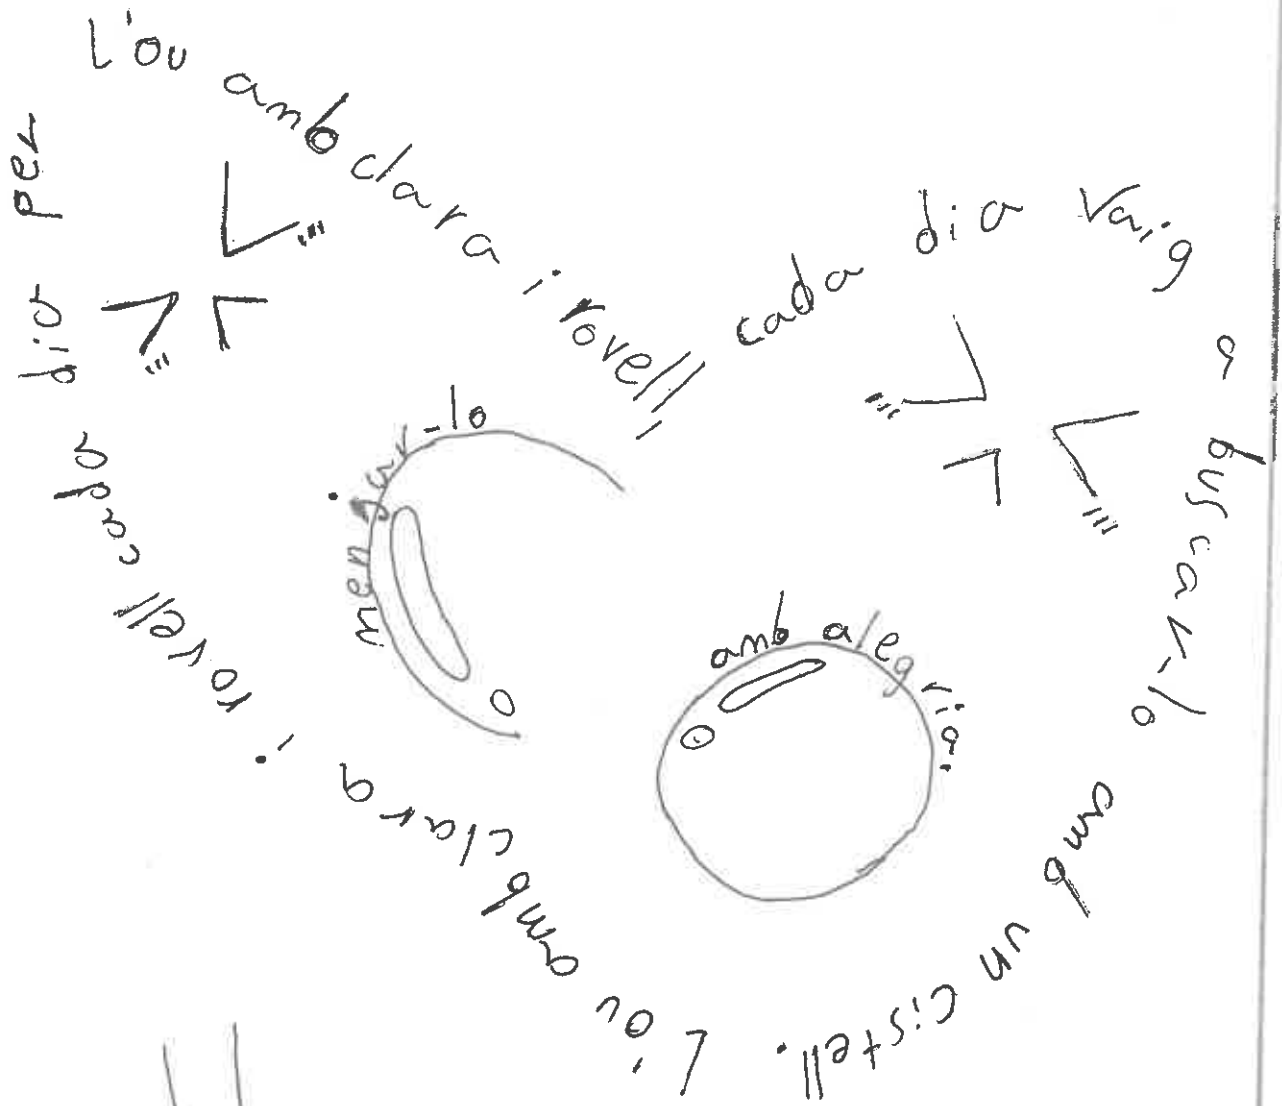 L'ou amb clara i rovell,
cada dia vaig a buscar-lo amb un cistell.
L'ou amb clara i rovell cada dia per
menjar-lo
amb alegria.